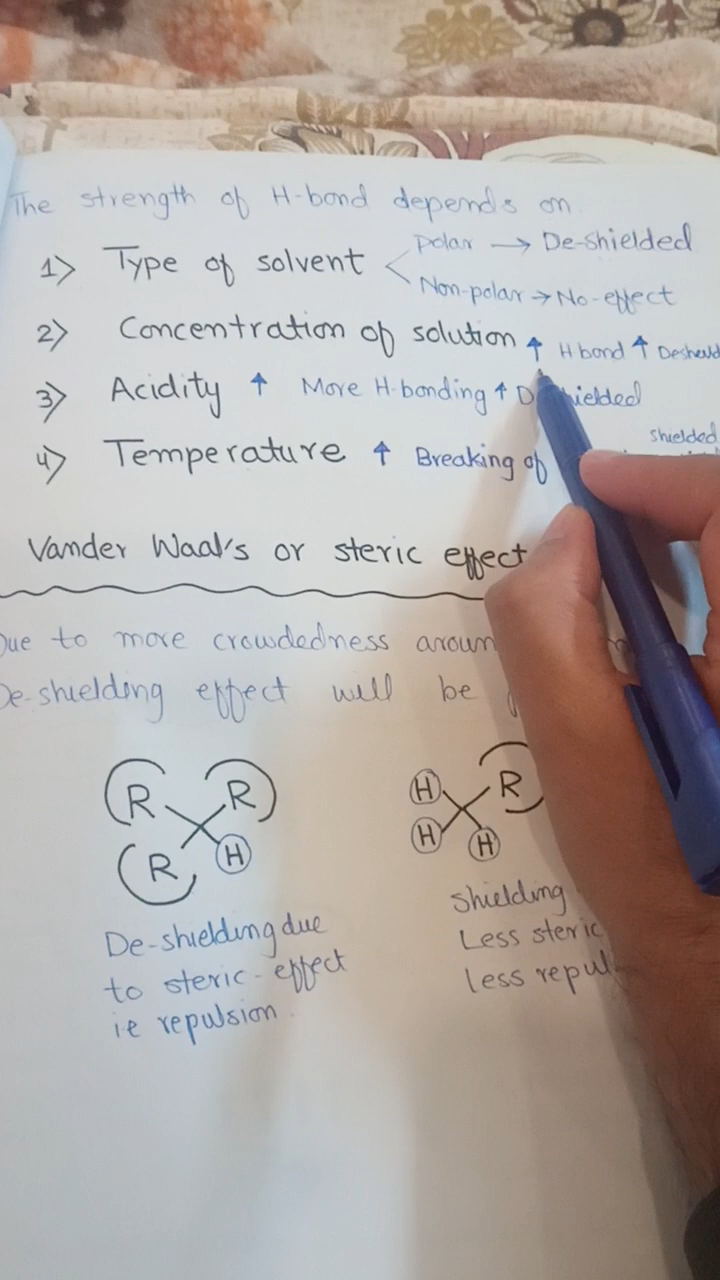 The strength of H-bond depends on
polar → De-shielded
1) Type of solvent <
Non-polar → No-effect
2) Concentration of solution ↑ H bond ↑
3) Acidity ↑ More H-bonding ↑
shielded
4) Temperature ↑ Breaking of
Vander Waal's or steric effect
Due to more crowdedness
De-shielding effect will be
R R H R
H R H H
De-shielding due
to steric-effect
i.e repulsion.
Shielding
Less steric
less